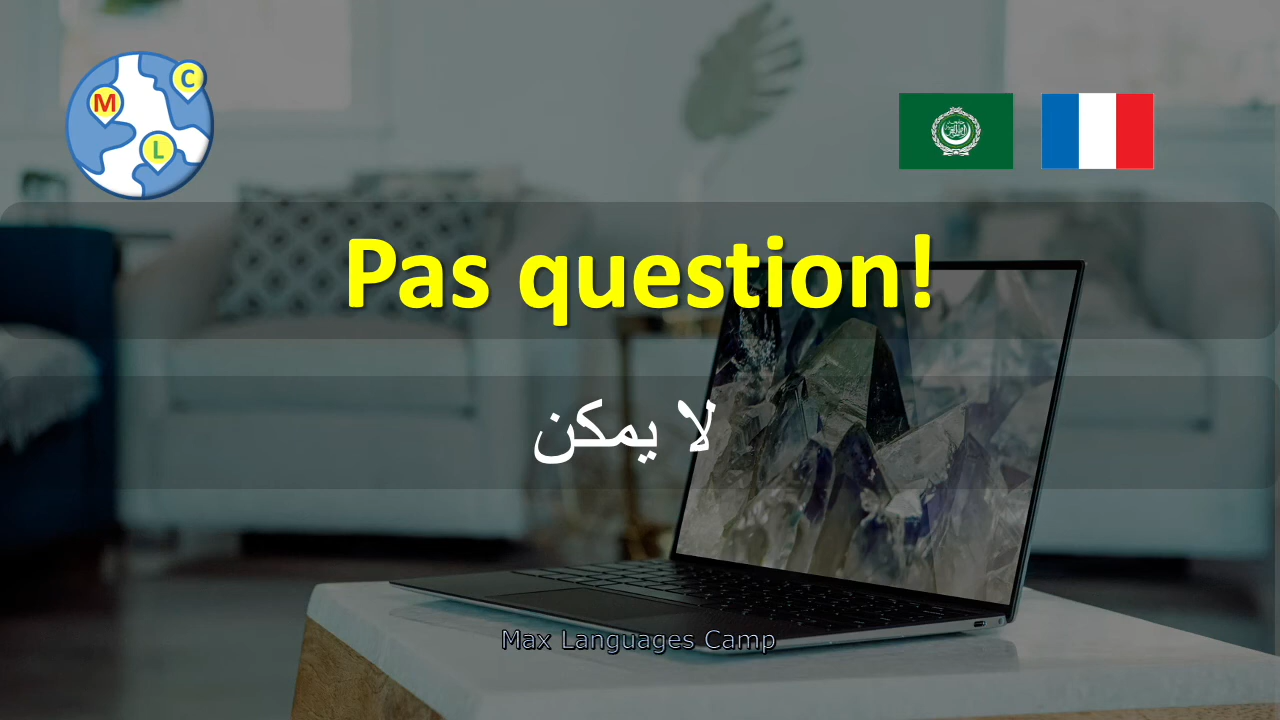 M
C
L
Pas question!
لا يمكن
Max Languages Camp